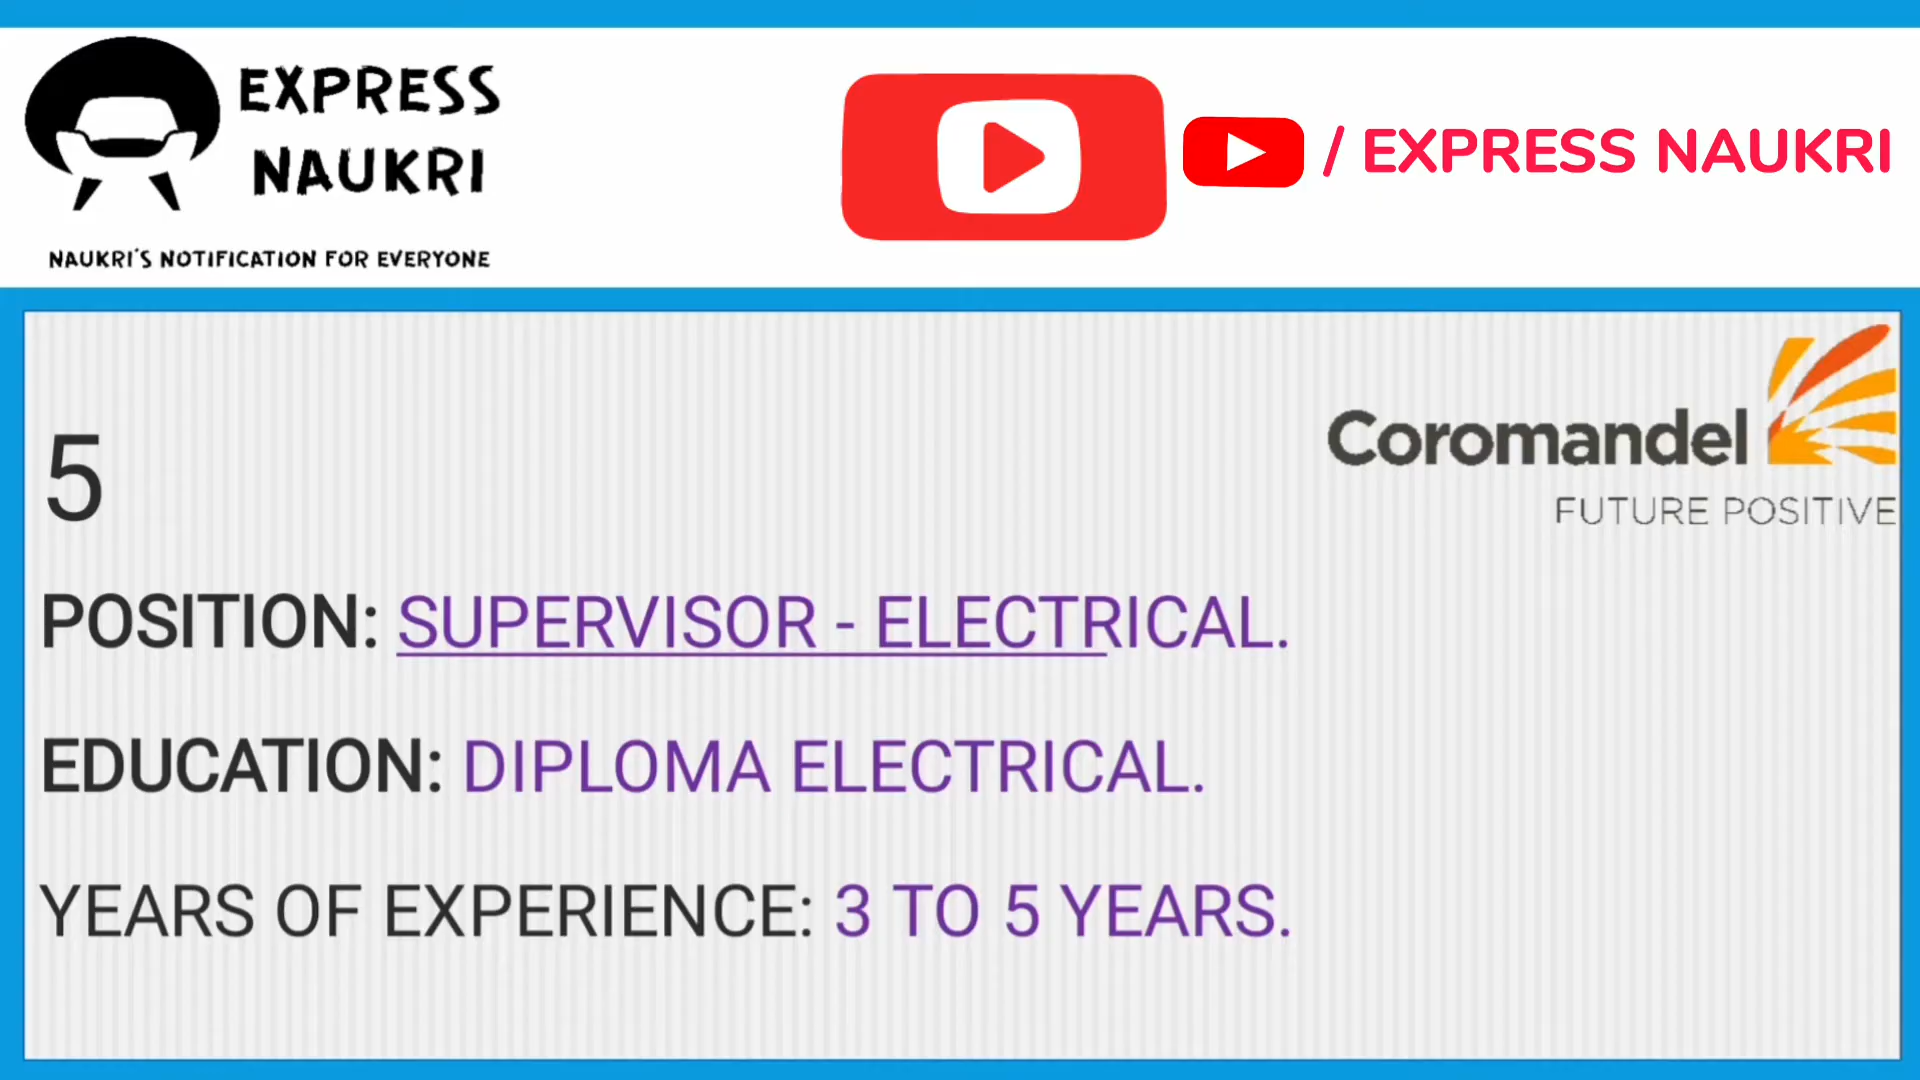 EXPRESS
NAUKRI
NAUKRI'S NOTIFICATION FOR EVERYONE
/ EXPRESS NAUKRI
Coromandel
FUTURE POSITIVE
5
POSITION: SUPERVISOR - ELECTRICAL.
EDUCATION: DIPLOMA ELECTRICAL.
YEARS OF EXPERIENCE: 3 TO 5 YEARS.